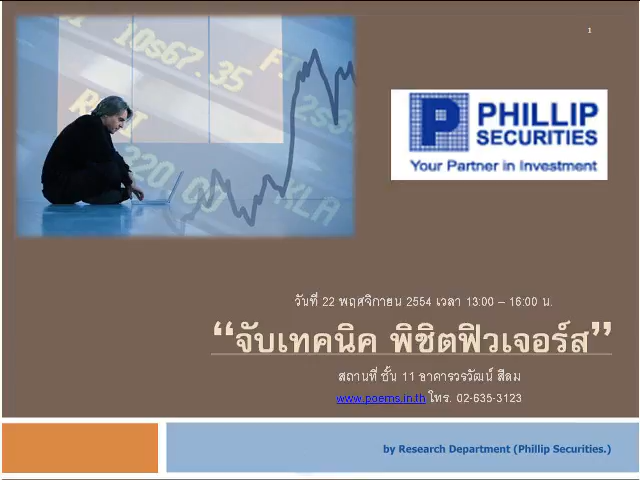 1
10s67.35
PHILLIP
SECURITIES
Your Partner in Investment
KLA
วันที่ 22 พฤศจิกายน 2554 เวลา 13:00 – 16:00 น.
“จับเทคนิค พิชิตฟิวเจอร์ส”
สถานที่ ชั้น 11 อาคารวรวัฒน์ สีลม
www.poems.in.th โทร. 02-635-3123
by Research Department (Phillip Securities.)